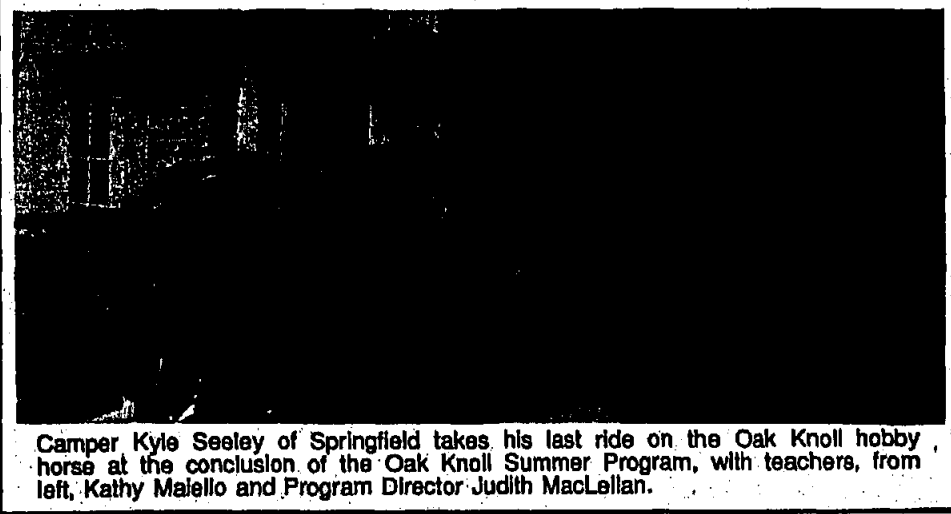 Camper Kyle Seeley of Springfield takes his last ride on the Oak Knoll hobby
horse at the conclusion of the Oak Knoll Summer Program, with teachers, from
left, Kathy Maiello and Program Director Judith MacLellan.